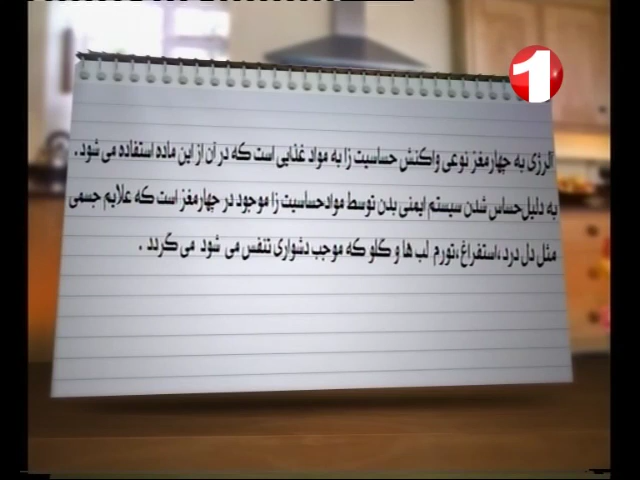 1
الرژی به چهارمغز نوعی واکنش حساسیت زا به مواد غذایی است که در آن از این ماده استفاده می شود .
به دلیل حساس شدن سیستم ایمنی بدن توسط مواد حساسیت زا موجود در چهارمغز است که علایم جسمی
مثل دل درد ، استفراغ ، تورم لب ها و گلو که موجب دشواری تنفس می شود می گردد .